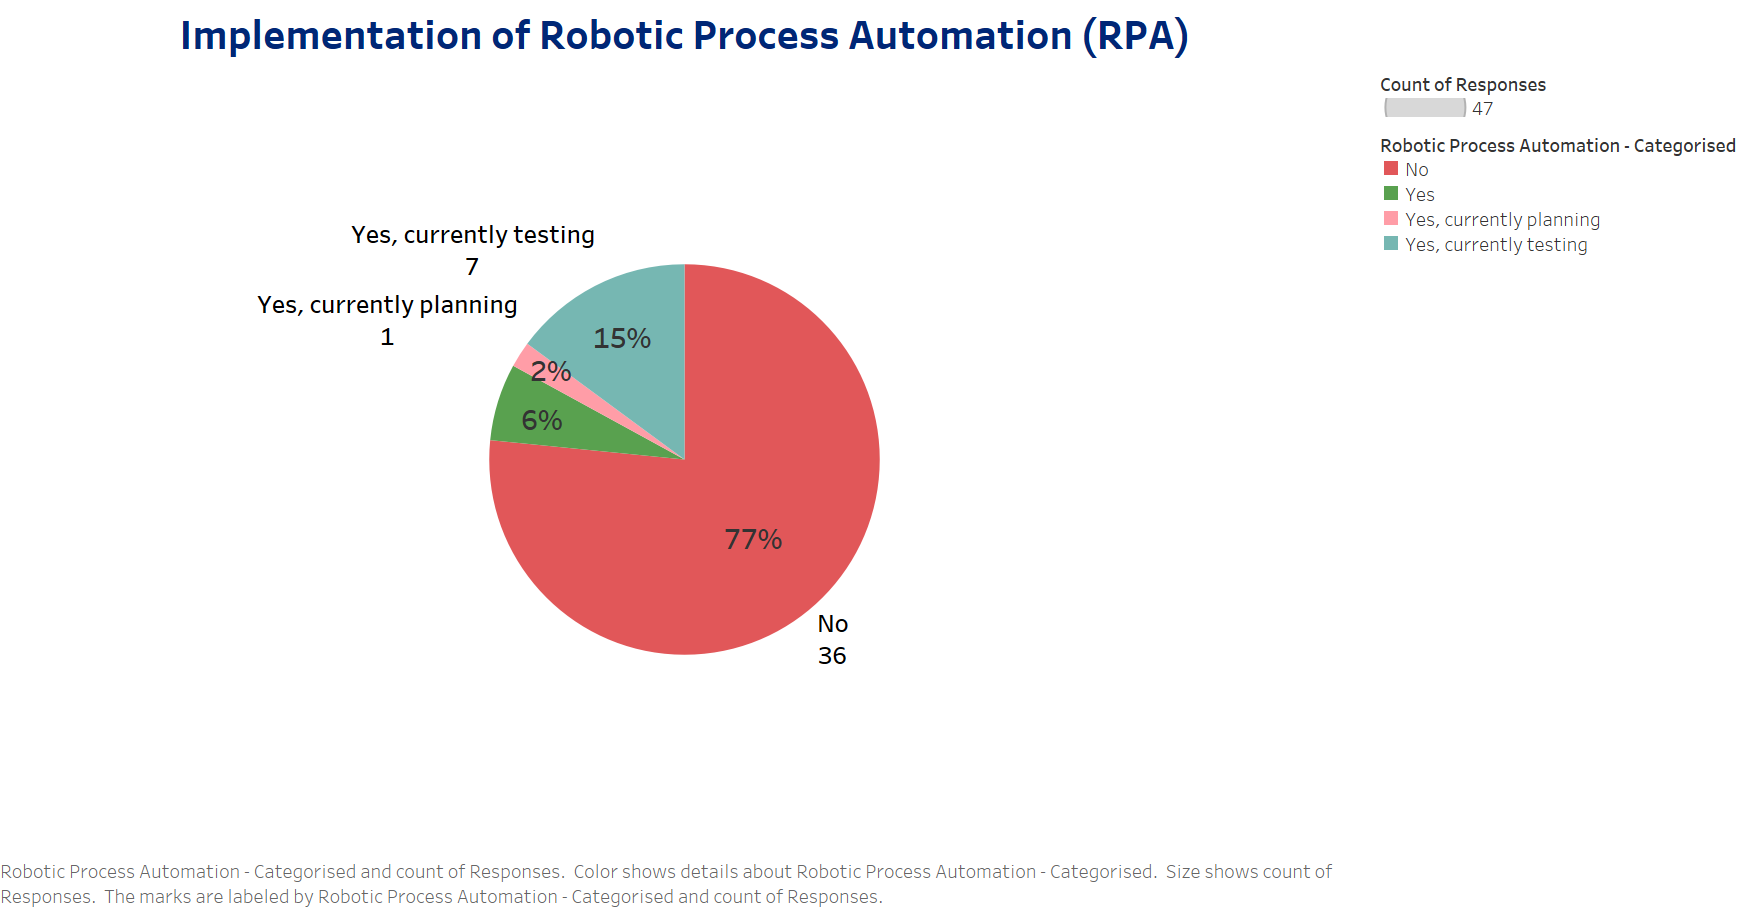 Implementation of Robotic Process Automation (RPA)
Count of Responses
47
Robotic Process Automation - Categorised
No
Yes
Yes, currently planning
Yes, currently testing
Yes, currently testing
7
Yes, currently planning
1
15%
2%
6%
77%
No
36
Robotic Process Automation - Categorised and count of Responses.  Color shows details about Robotic Process Automation - Categorised.  Size shows count of
Responses.  The marks are labeled by Robotic Process Automation - Categorised and count of Responses.